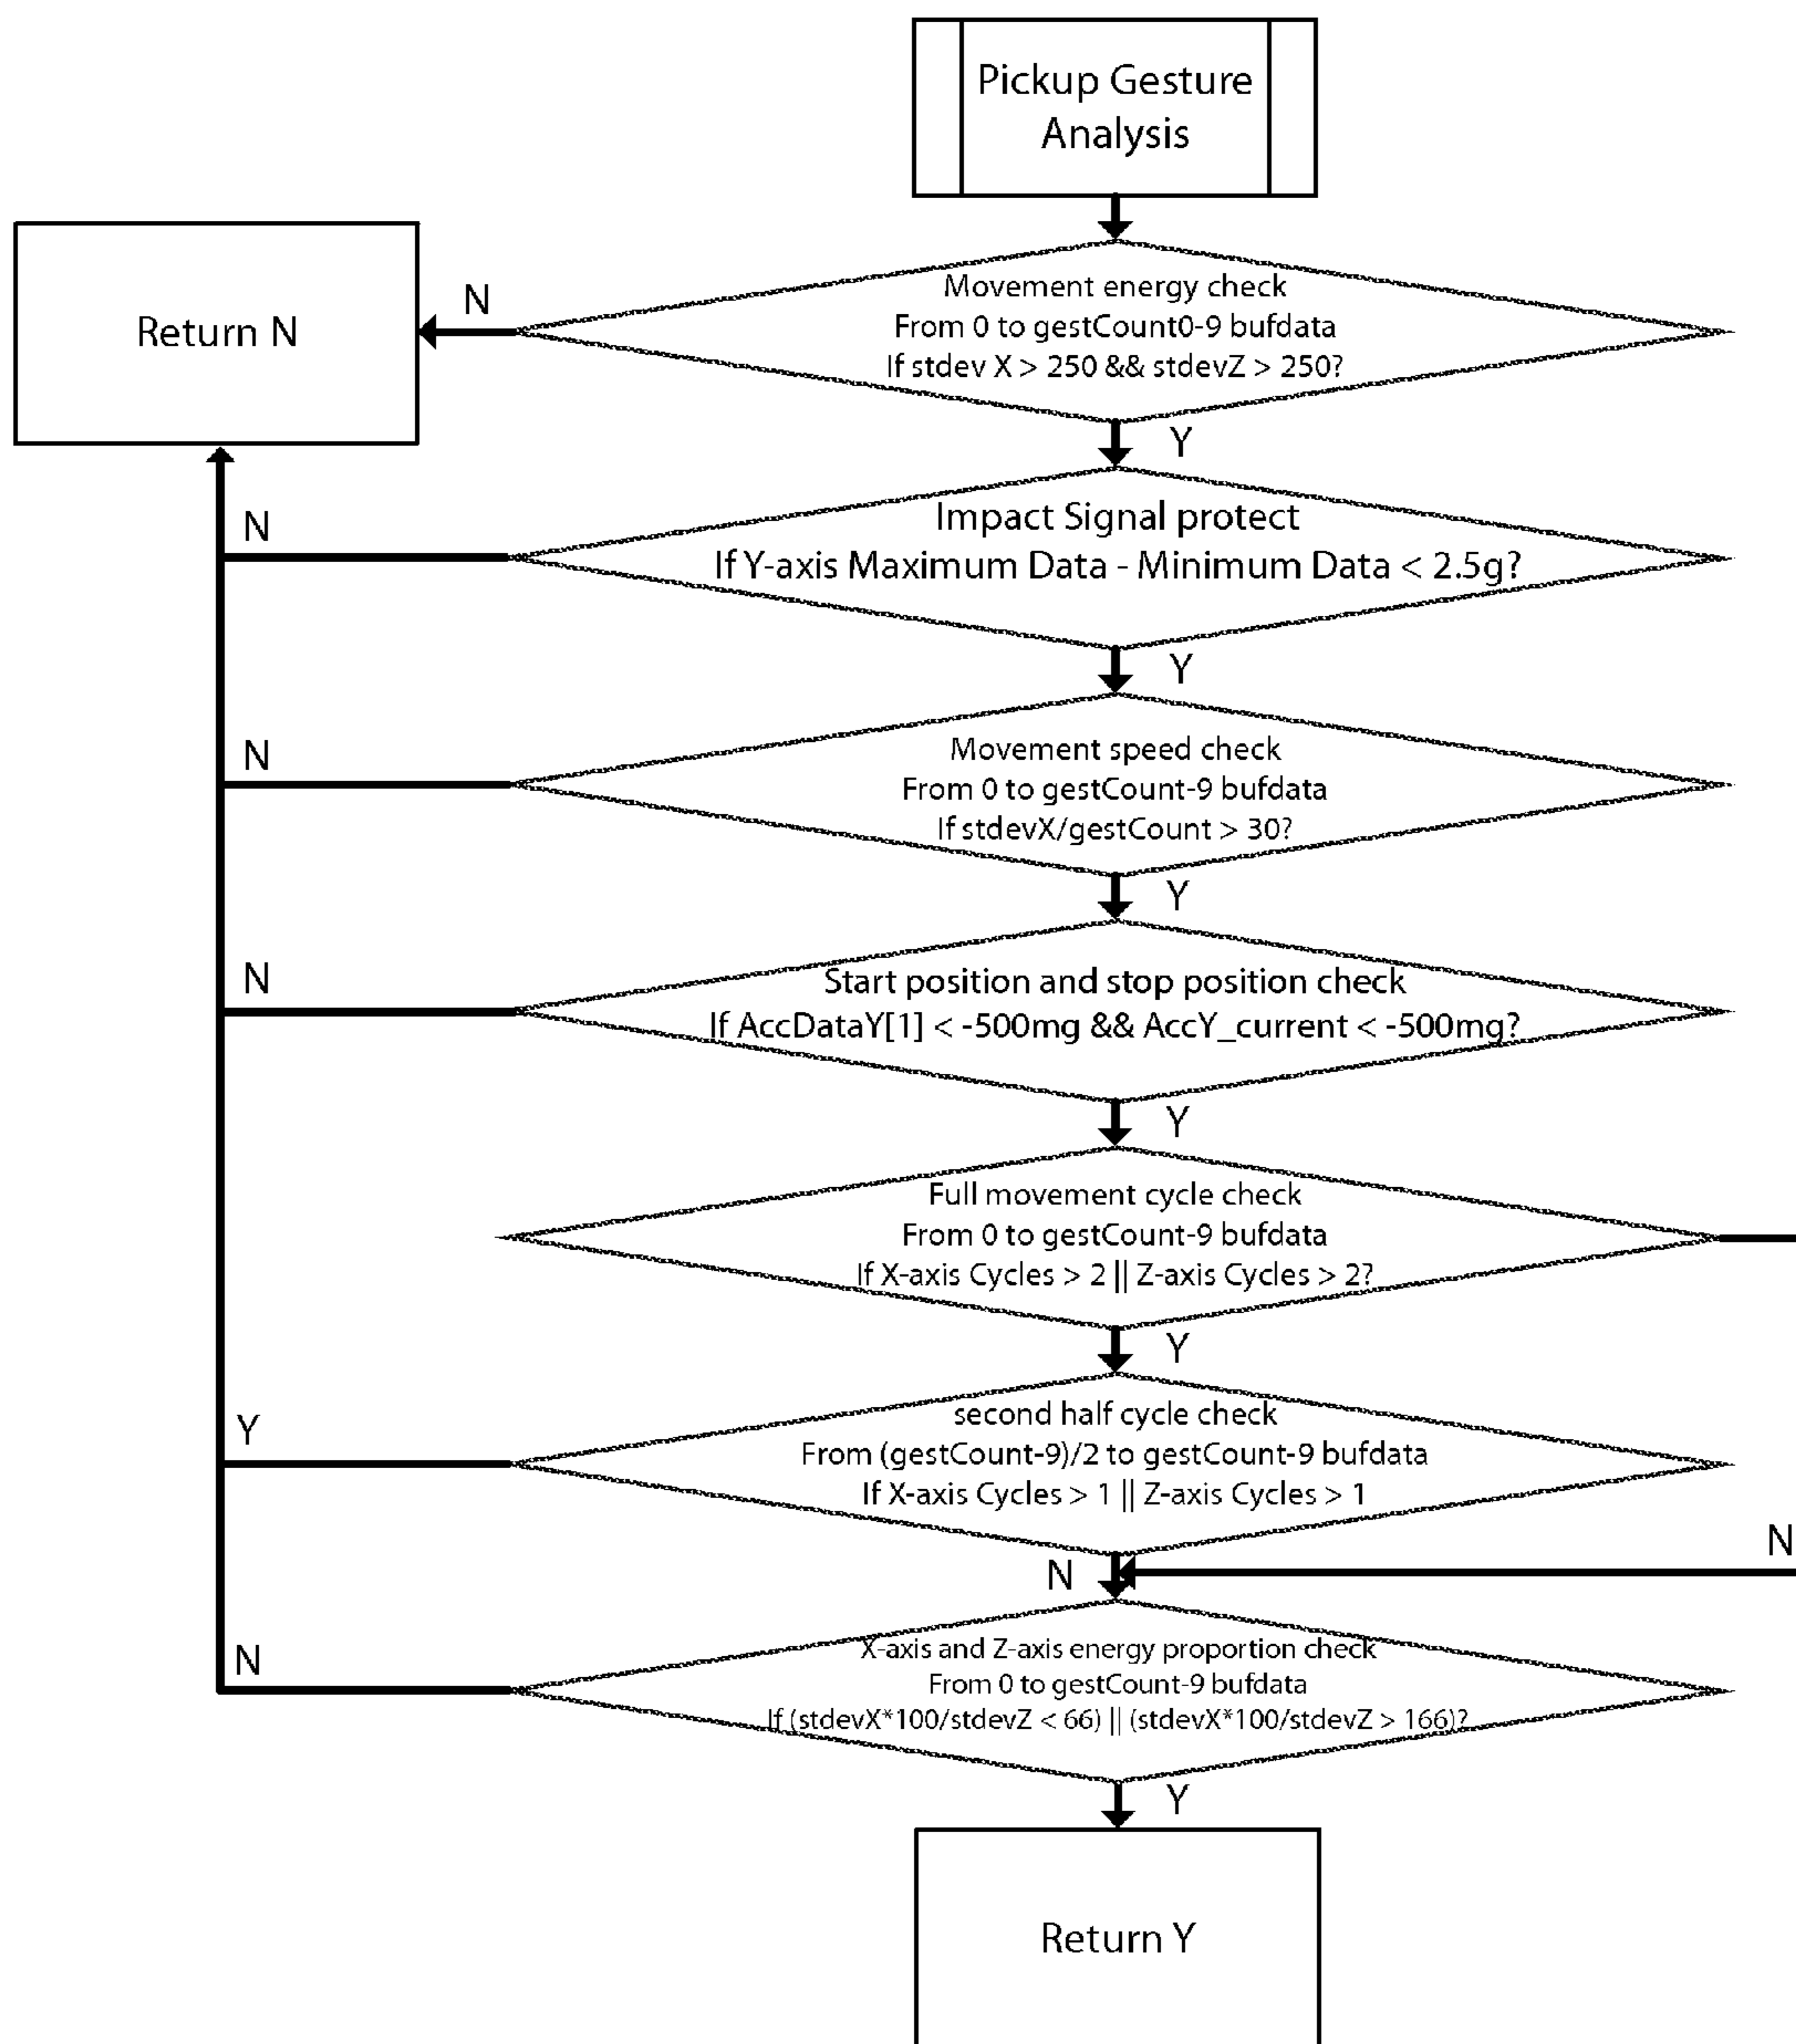 Pickup Gesture
Analysis
Return N
N
Movement energy check
From 0 to gestCount0-9 bufdata
If stdev X > 250 && stdevZ > 250?
Y
N
Impact Signal protect
If Y-axis Maximum Data - Minimum Data < 2.5g?
Y
N
Movement speed check
From 0 to gestCount-9 bufdata
If stdevX/gestCount > 30?
Y
N
Start position and stop position check
If AccDataY[1] < -500mg && AccY_current < -500mg?
Y
Full movement cycle check
From 0 to gestCount-9 bufdata
If X-axis Cycles > 2 || Z-axis Cycles > 2?
Y
Y
second half cycle check
From (gestCount-9)/2 to gestCount-9 bufdata
If X-axis Cycles > 1 || Z-axis Cycles > 1
N
N
N
X-axis and Z-axis energy proportion check
From 0 to gestCount-9 bufdata
If (stdevX*100/stdevZ < 66) || (stdevX*100/stdevZ > 166)?
Y
Return Y